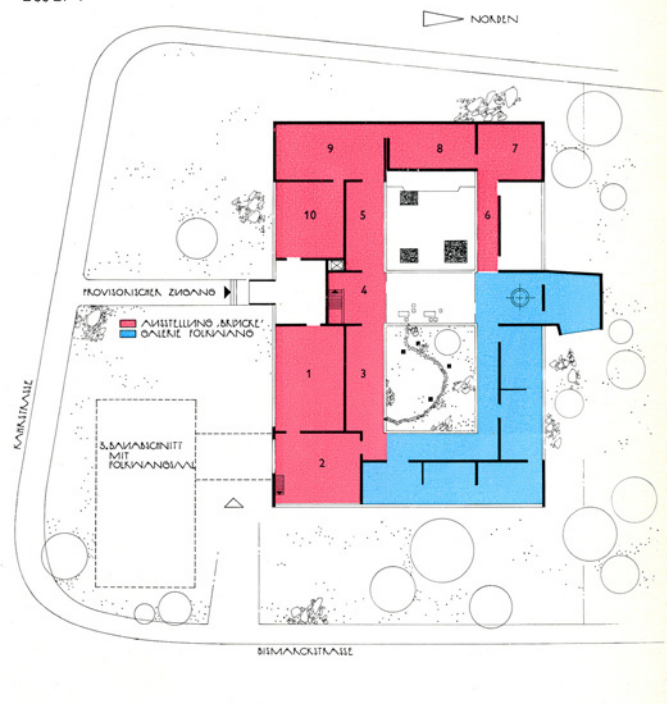 NORDEN
9
8
7
10
5
6
4
PROVISORISCHER ZUGANG
AUSSTELLUNG „BRÜCKE“
GALERIE FOLKWANG
1
3
KAHRSTRASSE
3. BAUABSCHNITT
MIT
FOLKWANGSAAL
2
BISMARCKSTRASSE